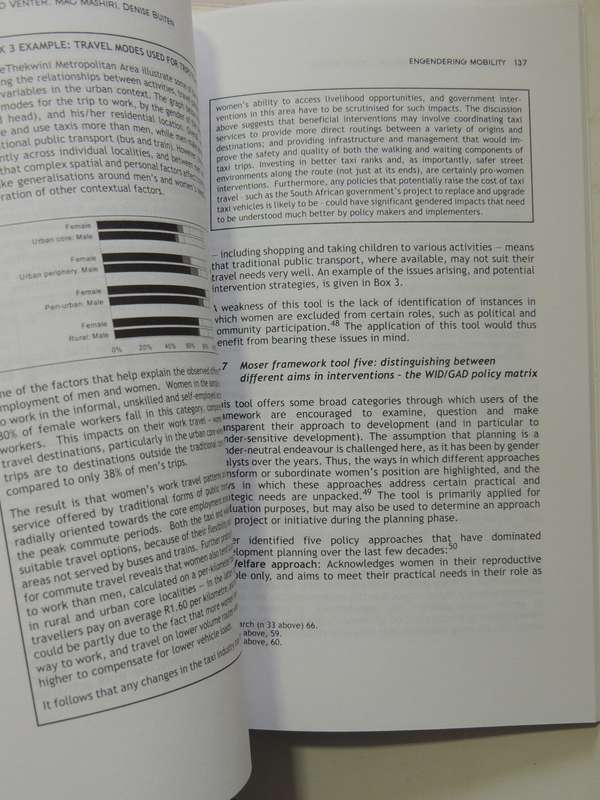 VENTER, MAC MASHIRI, DENISE BUITEN
3 EXAMPLE: TRAVEL MODES USED FOR
eThekwini Metropolitan Area illustrate some of
the relationships between activities,
variables in the urban context. The graph
modes for the trip to work, by the gender of
head), and his/her residential location.
and use taxis more than men, while men
public transport (bus and train). However,
across individual localities, and between
that complex spatial and personal factors
generalisations around men's and women's
of other contextual factors.
Female
Urban core: Male
Female
Urban periphery: Male
Female
Peri-urban: Male
Female
Rural: Male
0% 20% 40% 60%
of the factors that help explain the observed
employment of men and women. Women in the
work in the informal, unskilled and self-employed
80% of female workers fall in this category,
workers. This impacts on their work travel
travel destinations, particularly in the urban core
trips are to destinations outside the traditional
compared to only 38% of men's trips.
The result is that women's work travel patterns
service offered by traditional forms of public
radially oriented towards the core employment
the peak commute periods. Both the taxi and
suitable travel options, because of their flexibility
areas not served by buses and trains. Further
for commute travel reveals that women also
to work than men, calculated on a per-kilometre
in rural and urban core localities – in the
travellers pay on average R1.60 per kilometre,
could be partly due to the fact that more women
way to work, and travel on lower volume routes
higher to compensate for lower vehicle loads.
It follows that any changes in the taxi industry
ENGENDERING MOBILITY 137
women's ability to access livelihood opportunities, and government inter-
ventions in this area have to be scrutinised for such impacts. The discussion
above suggests that beneficial interventions may involve coordinating taxi
services to provide more direct routings between a variety of origins and
destinations; and providing infrastructure and management that would im-
prove the safety and quality of both the walking and waiting components of
taxi trips. Investing in better taxi ranks and, as importantly, safer street
environments along the route (not just at its ends), are certainly pro-women
interventions. Furthermore, any policies that potentially raise the cost of taxi
travel - such as the South African government's project to replace and upgrade
taxi vehicles is likely to be - could have significant gendered impacts that need
to be understood much better by policy makers and implementers.
– including shopping and taking children to various activities – means
that traditional public transport, where available, may not suit their
travel needs very well. An example of the issues arising, and potential
intervention strategies, is given in Box 3.
A weakness of this tool is the lack of identification of instances in
which women are excluded from certain roles, such as political and
ommunity participation.48 The application of this tool would thus
enefit from bearing these issues in mind.
7 Moser framework tool five: distinguishing between
different aims in interventions - the WID/GAD policy matrix
is tool offers some broad categories through which users of the
mework are encouraged to examine, question and make
nsparent their approach to development (and in particular to
nder-sensitive development). The assumption that planning is a
nder-neutral endeavour is challenged here, as it has been by gender
lysts over the years. Thus, the ways in which different approaches
nsform or subordinate women's position are highlighted, and the
ys in which these approaches address certain practical and
tegic needs are unpacked.49 The tool is primarily applied for
luation purposes, but may also be used to determine an approach
project or initiative during the planning phase.
er identified five policy approaches that have dominated
elopment planning over the last few decades:50
Welfare approach: Acknowledges women in their reproductive
ole only, and aims to meet their practical needs in their role as
arch (n 33 above) 66.
above, 59.
above, 60.